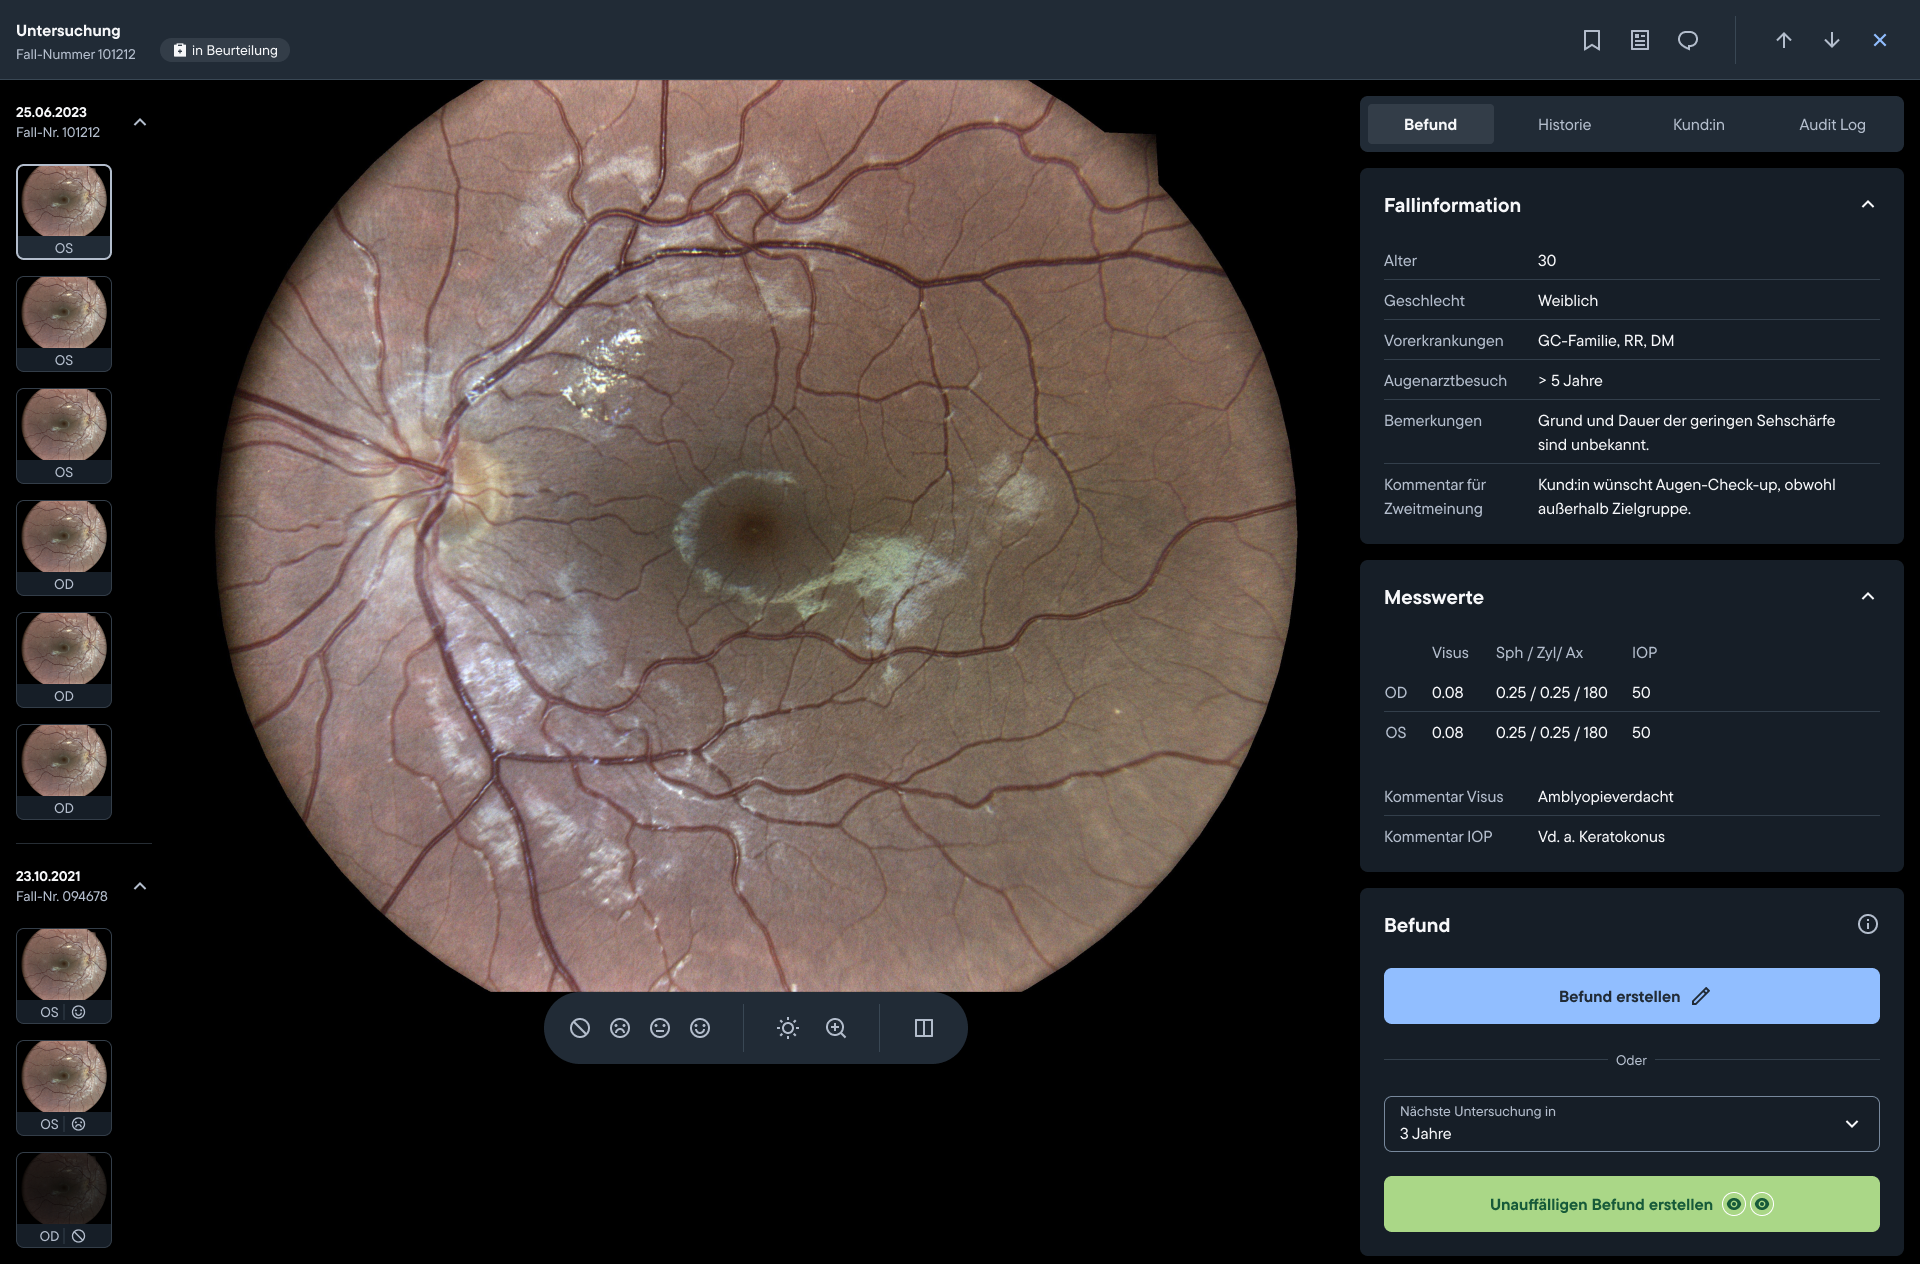 Untersuchung
Fall-Nummer 101212
in Beurteilung
25.06.2023
Fall-Nr. 101212
OS
OS
OS
OD
OD
OD
23.10.2021
Fall-Nr. 094678
OS
OS
OD
Befund
Historie
Kund:in
Audit Log
Fallinformation
Alter 30
Geschlecht Weiblich
Vorerkrankungen GC-Familie, RR, DM
Augenarztbesuch > 5 Jahre
Bemerkungen Grund und Dauer der geringen Sehschärfe
sind unbekannt.
Kommentar für Kund:in wünscht Augen-Check-up, obwohl
Zweitmeinung außerhalb Zielgruppe.
Messwerte
Visus Sph / Zyl/ Ax IOP
OD 0.08 0.25 / 0.25 / 180 50
OS 0.08 0.25 / 0.25 / 180 50
Kommentar Visus Amblyopieverdacht
Kommentar IOP Vd. a. Keratokonus
Befund
Befund erstellen
Oder
Nächste Untersuchung in
3 Jahre
Unauffälligen Befund erstellen